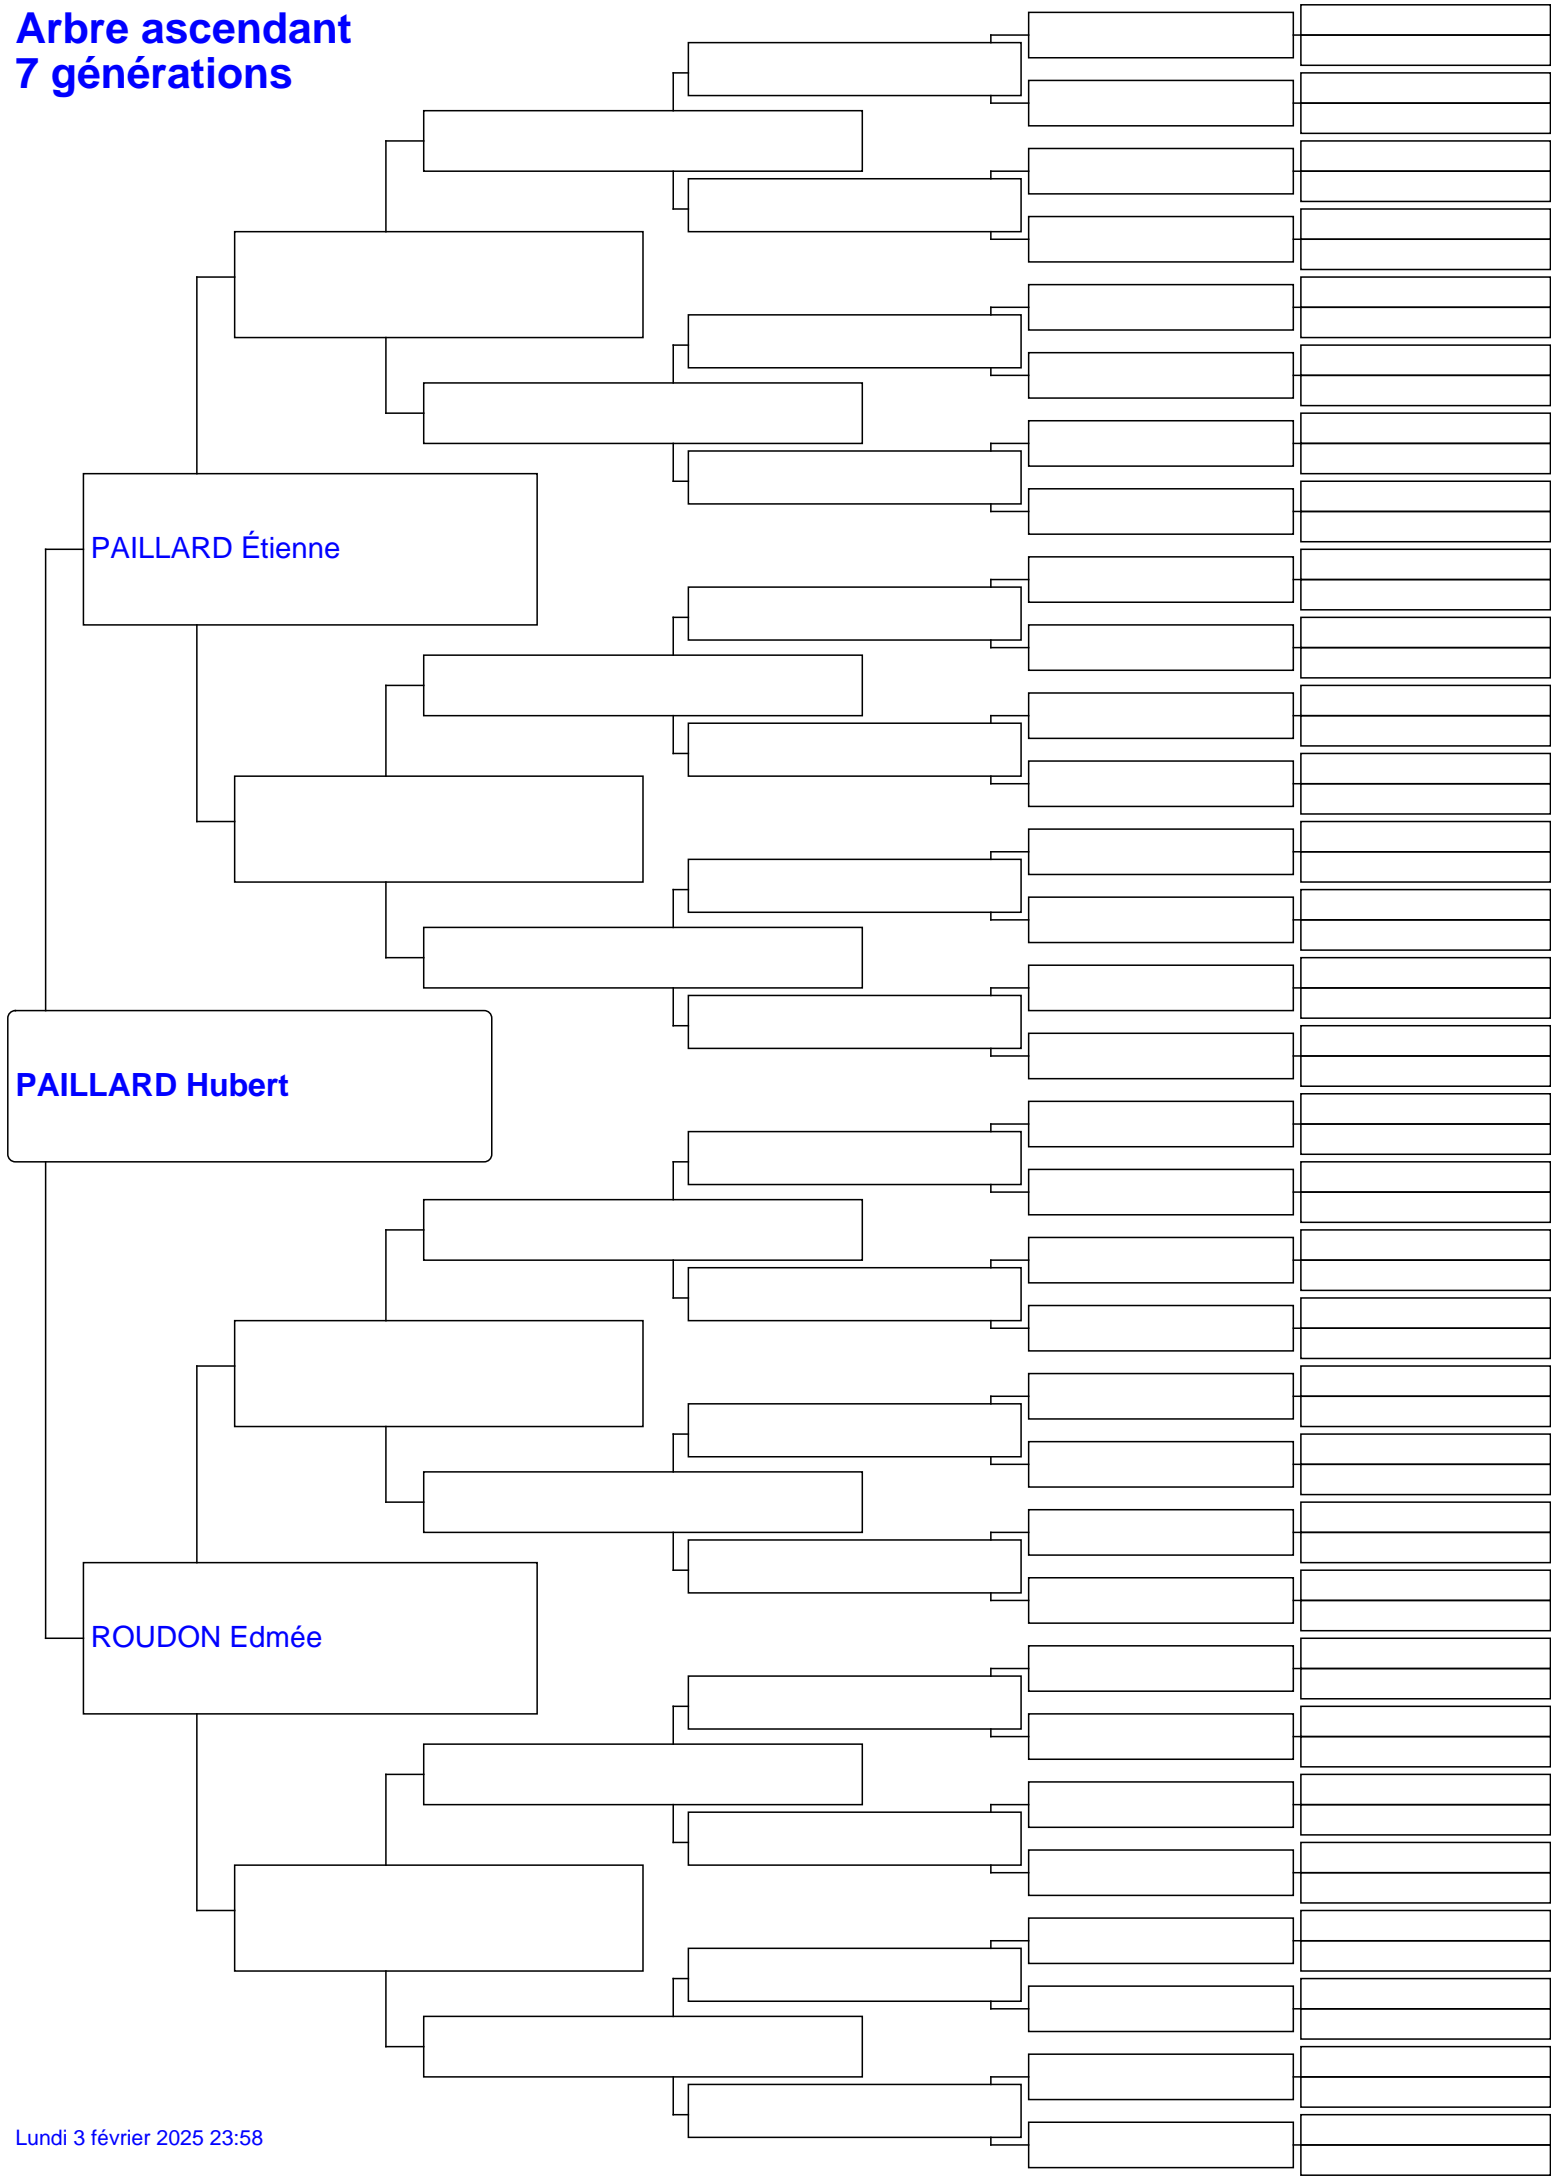 Arbre ascendant
7 générations
PAILLARD Étienne
PAILLARD Hubert
ROUDON Edmée
Lundi 3 février 2025 23:58